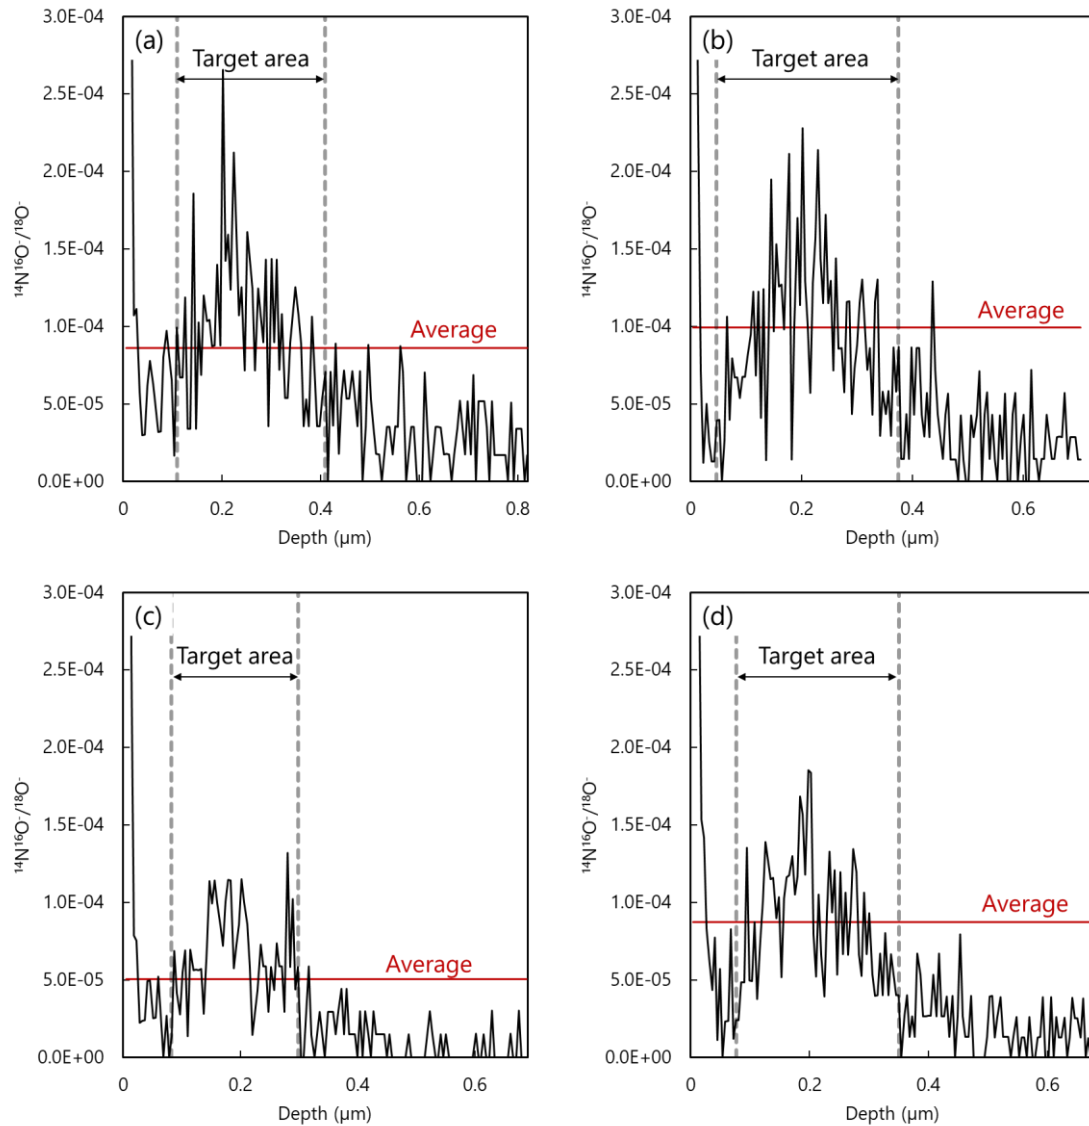 3.0E-04
(a)
Target area
2.5E-04
2.0E-04
1.5E-04
1.0E-04
Average
5.0E-05
0.0E+00
¹⁴N¹⁶O⁻/¹⁸O⁻
0 0.2 0.4 0.6 0.8
Depth (μm)
3.0E-04
(b)
Target area
2.5E-04
2.0E-04
1.5E-04
1.0E-04
Average
5.0E-05
0.0E+00
¹⁴N¹⁶O⁻/¹⁸O⁻
0 0.2 0.4 0.6
Depth (μm)
3.0E-04
(c)
Target area
2.5E-04
2.0E-04
1.5E-04
1.0E-04
Average
5.0E-05
0.0E+00
¹⁴N¹⁶O⁻/¹⁸O⁻
0 0.2 0.4 0.6
Depth (μm)
3.0E-04
(d)
Target area
2.5E-04
2.0E-04
1.5E-04
1.0E-04
Average
5.0E-05
0.0E+00
¹⁴N¹⁶O⁻/¹⁸O⁻
0 0.2 0.4 0.6
Depth (μm)